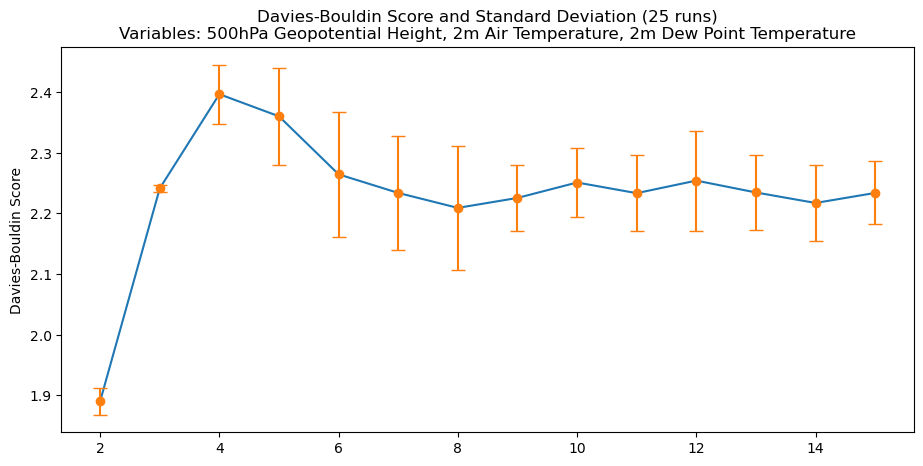 Davies-Bouldin Score and Standard Deviation (25 runs)
Variables: 500hPa Geopotential Height, 2m Air Temperature, 2m Dew Point Temperature
Davies-Bouldin Score
2.4
2.3
2.2
2.1
2.0
1.9
2 4 6 8 10 12 14